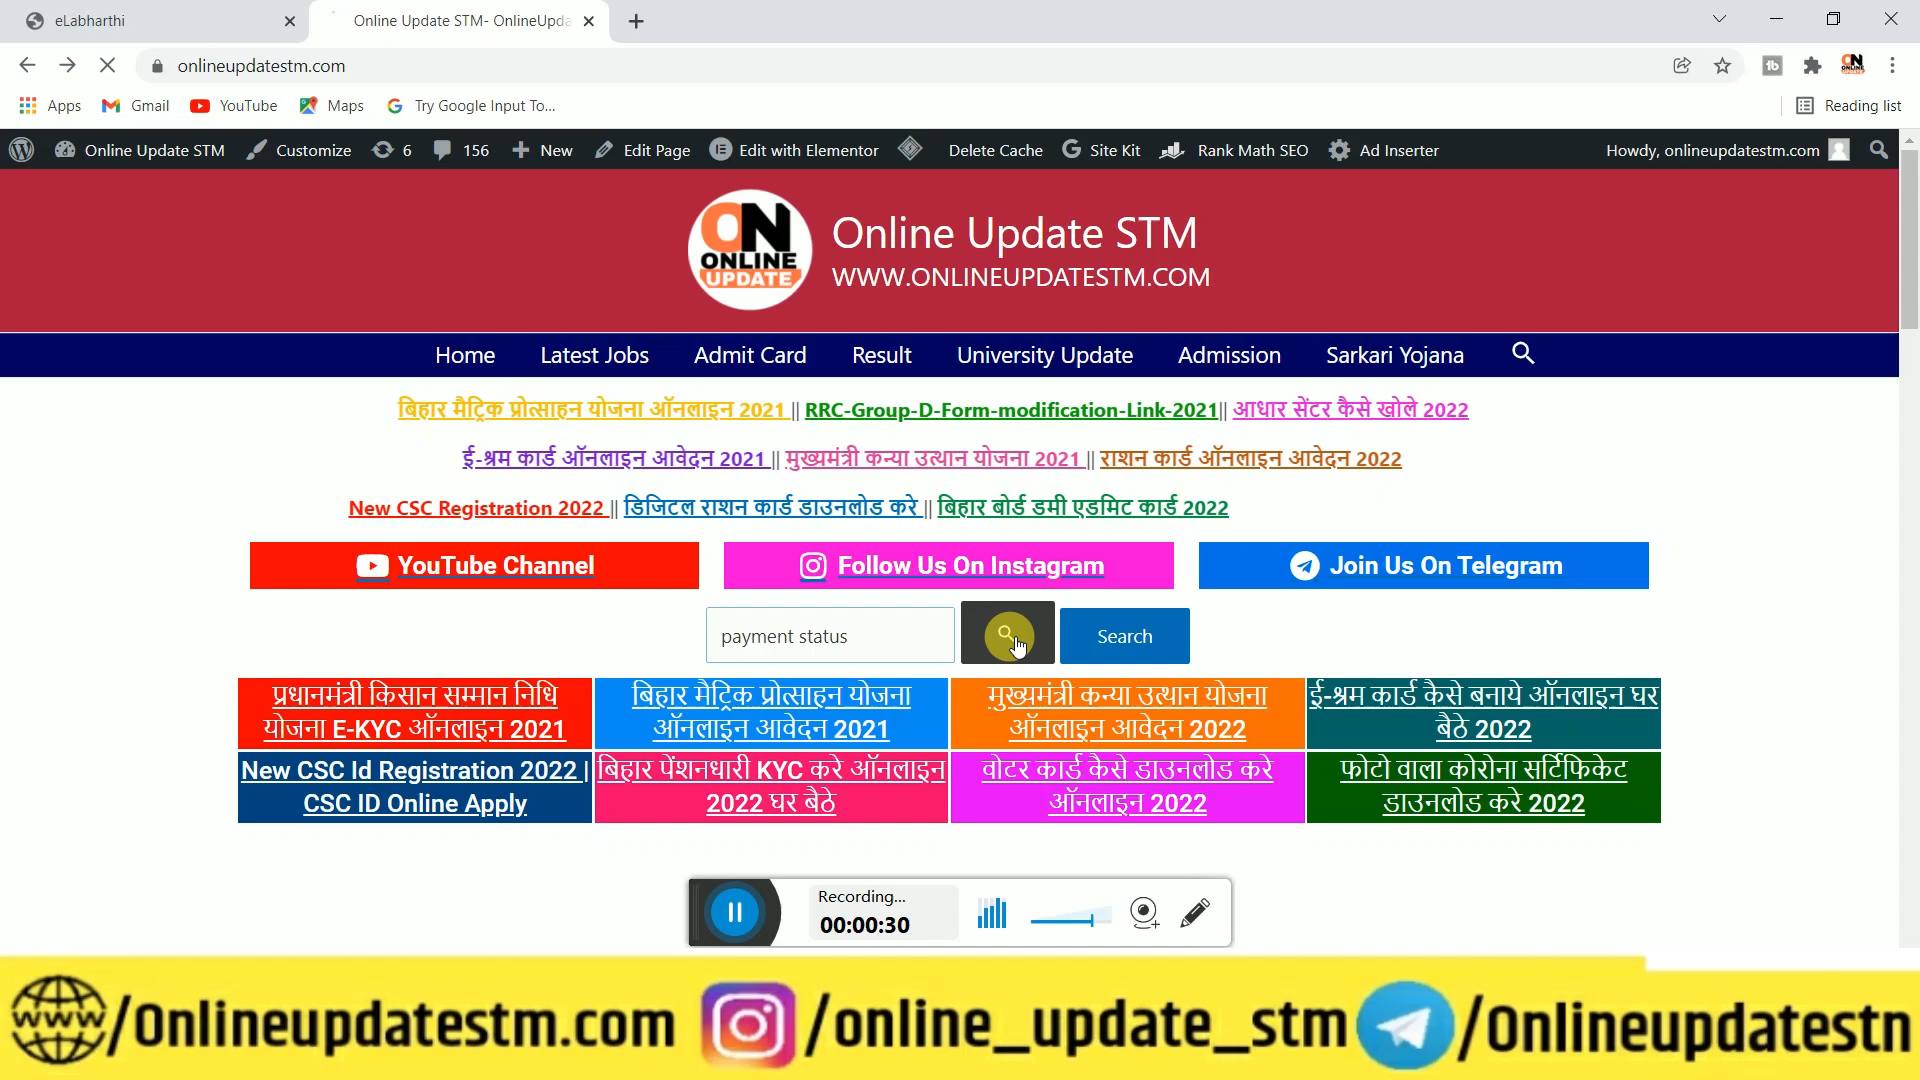 eLabharthi
Online Update STM- OnlineUpda
onlineupdatestm.com
Apps Gmail YouTube Maps Try Google Input To... Reading list
Online Update STM Customize 6 156 New Edit Page Edit with Elementor Delete Cache Site Kit Rank Math SEO Ad Inserter Howdy, onlineupdatestm.com
ON
ONLINE
UPDATE
Online Update STM
WWW.ONLINEUPDATESTM.COM
Home Latest Jobs Admit Card Result University Update Admission Sarkari Yojana
बिहार मैट्रिक प्रोत्साहन योजना ऑनलाइन 2021 || RRC-Group-D-Form-modification-Link-2021|| आधार सेंटर कैसे खोले 2022
ई-श्रम कार्ड ऑनलाइन आवेदन 2021 || मुख्यमंत्री कन्या उत्थान योजना 2021 || राशन कार्ड ऑनलाइन आवेदन 2022
New CSC Registration 2022 || डिजिटल राशन कार्ड डाउनलोड करे || बिहार बोर्ड डमी एडमिट कार्ड 2022
YouTube Channel Follow Us On Instagram Join Us On Telegram
payment status Search
प्रधानमंत्री किसान सम्मान निधि
योजना E-KYC ऑनलाइन 2021
बिहार मैट्रिक प्रोत्साहन योजना
ऑनलाइन आवेदन 2021
मुख्यमंत्री कन्या उत्थान योजना
ऑनलाइन आवेदन 2022
ई-श्रम कार्ड कैसे बनाये ऑनलाइन घर
बैठे 2022
New CSC Id Registration 2022 |
CSC ID Online Apply
बिहार पेंशनधारी KYC करे ऑनलाइन
2022 घर बैठे
वोटर कार्ड कैसे डाउनलोड करे
ऑनलाइन 2022
फोटो वाला कोरोना सर्टिफिकेट
डाउनलोड करे 2022
Recording...
00:00:30
www /Onlineupdatestm.com /online_update_stm /Onlineupdatestn